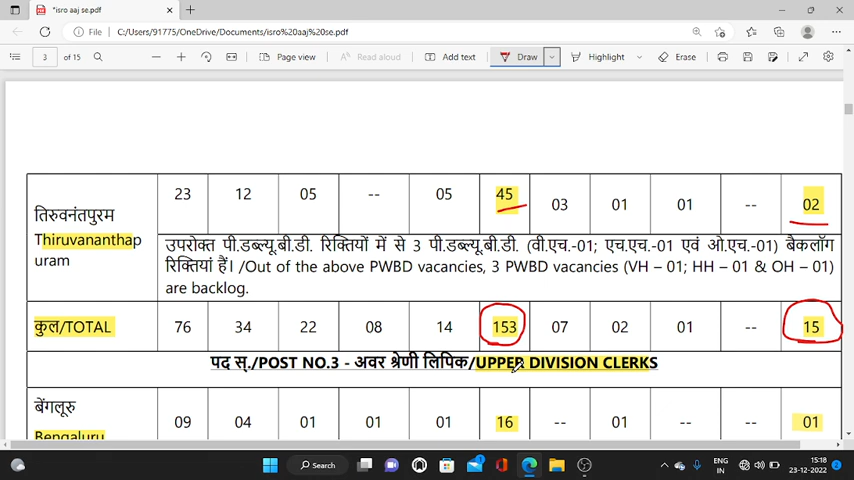 *isro aaj se.pdf
File
C:/Users/91775/OneDrive/Documents/isro%20aaj%20se.pdf
3 of 15 Page view Read aloud Add text Draw Highlight Erase
तिरुवनंतपुरम
Thiruvananthap
uram
23 12 05 -- 05 45 03 01 01 -- 02
उपरोक्त पी.डब्ल्यू.बी.डी. रिक्तियों में से 3 पी.डब्ल्यू.बी.डी. (वी.एच.-01; एच.एच.-01 एवं ओ.एच.-01) बैकलॉग
रिक्तियां हैं। /Out of the above PWBD vacancies, 3 PWBD vacancies (VH – 01; HH – 01 & OH – 01)
are backlog.
कुल/TOTAL 76 34 22 08 14 153 07 02 01 -- 15
पद स्./POST NO.3 - अवर श्रेणी लिपिक/UPPER DIVISION CLERKS
बेंगलूरु
Bengaluru
09 04 01 01 01 16 -- 01 -- 01
Search
ENG
IN
15:18
23-12-2022